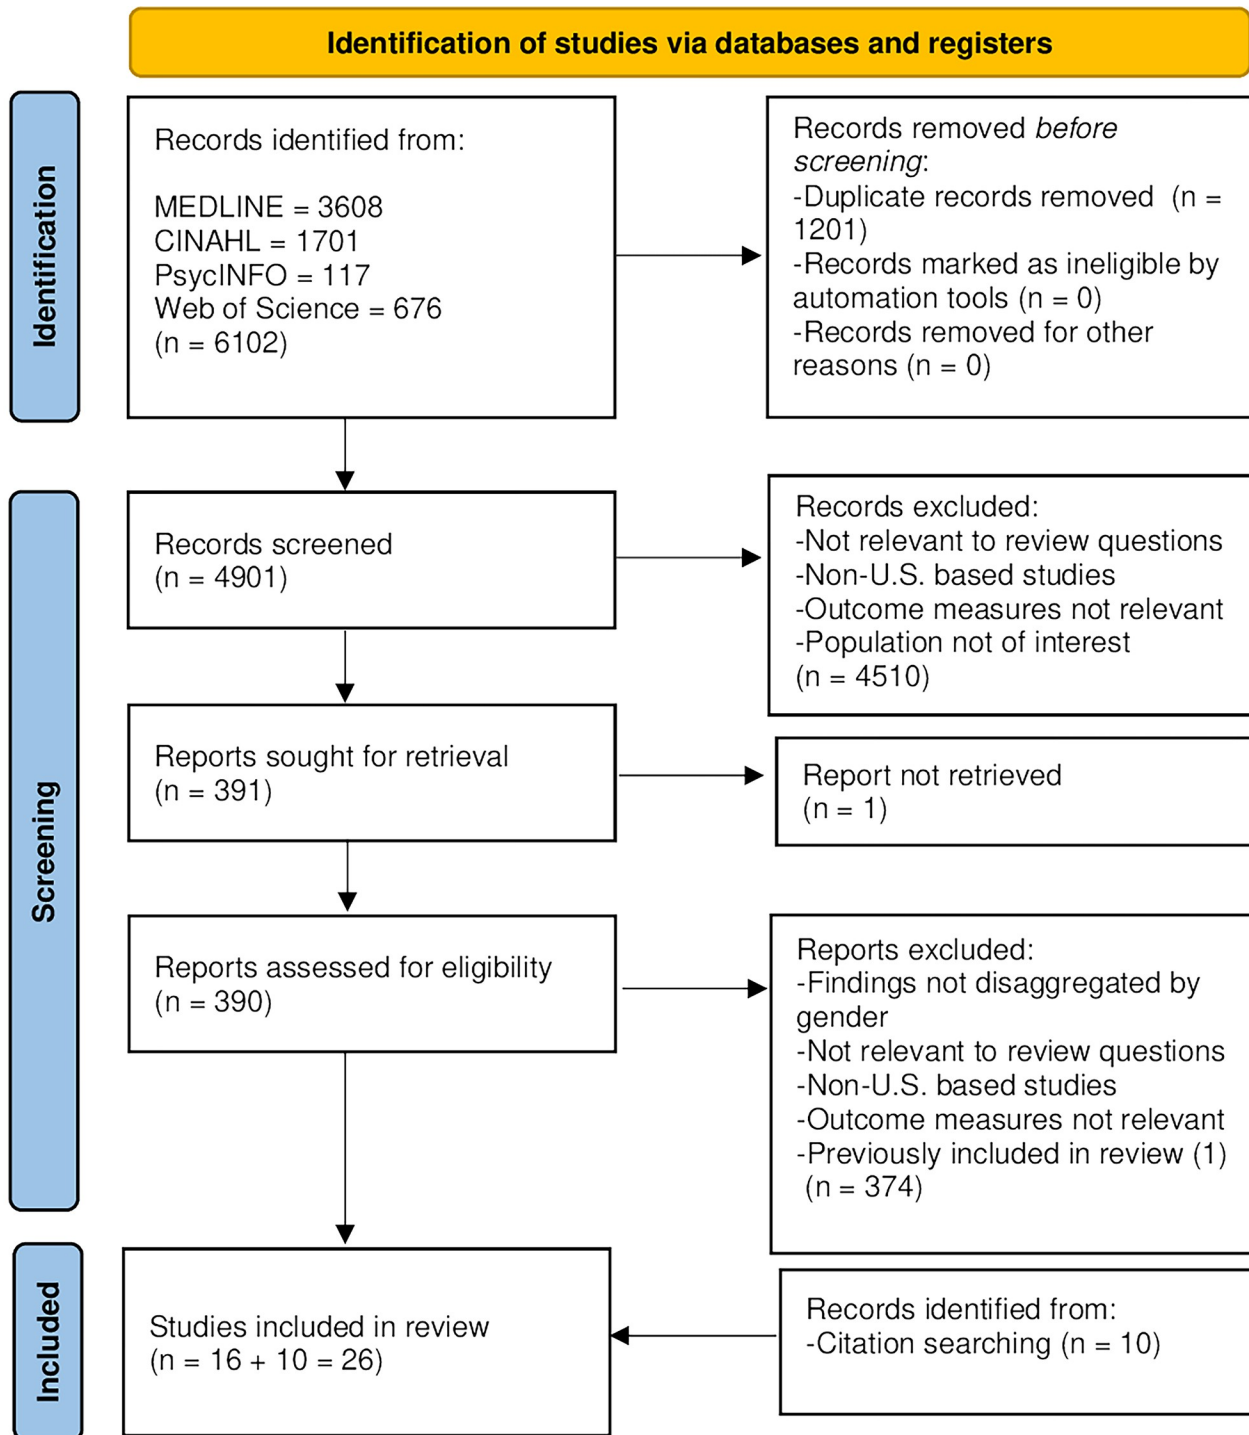 Identification of studies via databases and registers
Identification
Records identified from:
MEDLINE = 3608
CINAHL = 1701
PsycINFO = 117
Web of Science = 676
(n = 6102)
Records removed before
screening:
-Duplicate records removed (n =
1201)
-Records marked as ineligible by
automation tools (n = 0)
-Records removed for other
reasons (n = 0)
Screening
Records screened
(n = 4901)
Records excluded:
-Not relevant to review questions
-Non-U.S. based studies
-Outcome measures not relevant
-Population not of interest
(n = 4510)
Reports sought for retrieval
(n = 391)
Report not retrieved
(n = 1)
Reports assessed for eligibility
(n = 390)
Reports excluded:
-Findings not disaggregated by
gender
-Not relevant to review questions
-Non-U.S. based studies
-Outcome measures not relevant
-Previously included in review (1)
(n = 374)
Included
Studies included in review
(n = 16 + 10 = 26)
Records identified from:
-Citation searching (n = 10)